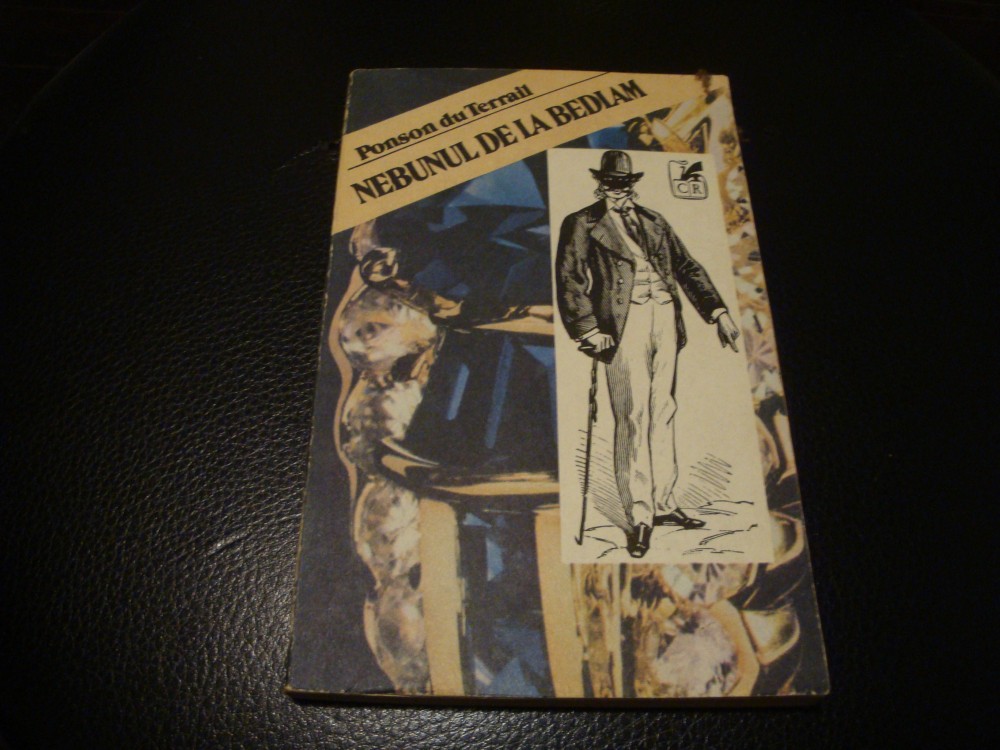 Ponson du Terrail
NEBUNUL DE LA BEDLAM
CR